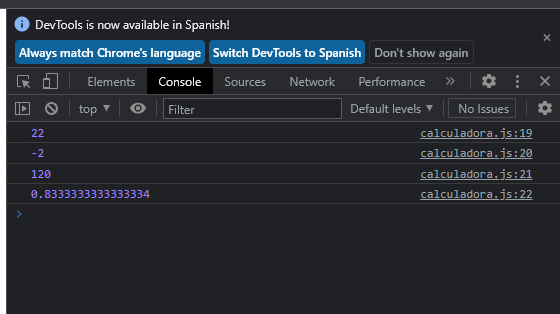 DevTools is now available in Spanish!
Always match Chrome's language Switch DevTools to Spanish Don't show again
Elements Console Sources Network Performance
top Filter Default levels No Issues
22 calculadora.js:19
-2 calculadora.js:20
120 calculadora.js:21
0.8333333333333334 calculadora.js:22